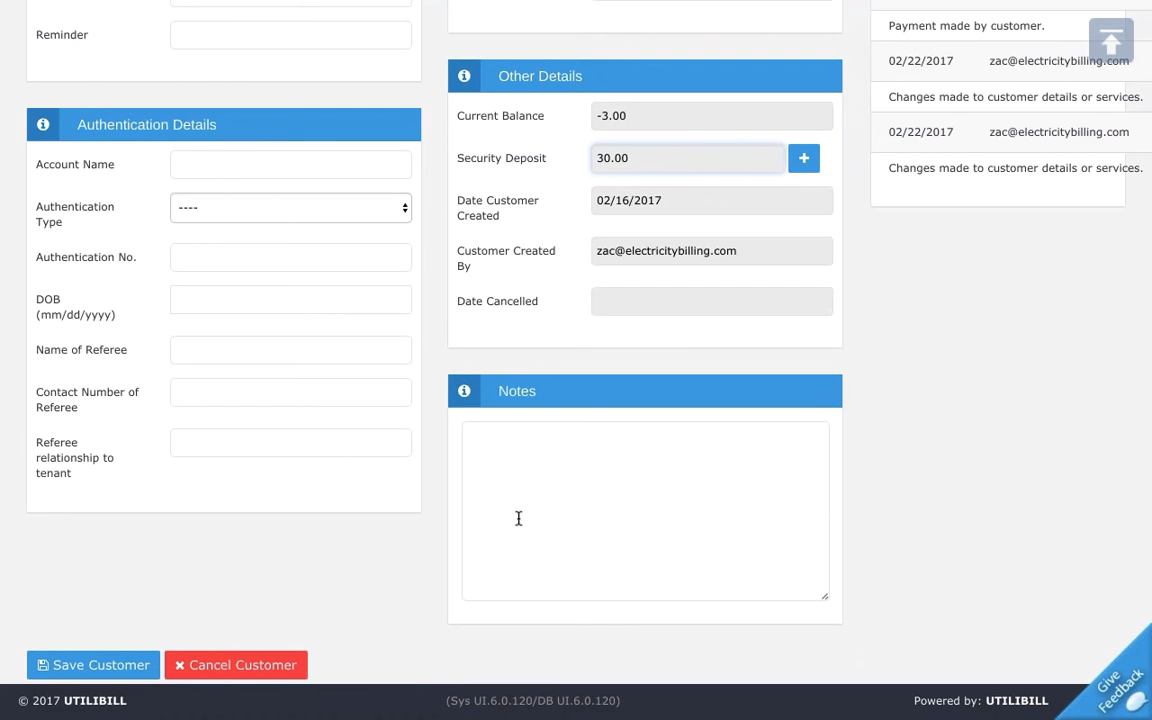 Reminder
Authentication Details
Account Name
Authentication
Type
----
Authentication No.
DOB
(mm/dd/yyyy)
Name of Referee
Contact Number of
Referee
Referee
relationship to
tenant
Other Details
Current Balance
-3.00
Security Deposit
30.00
+
Date Customer
Created
02/16/2017
Customer Created
By
zac@electricitybilling.com
Date Cancelled
Notes
Payment made by customer.
02/22/2017 zac@electricitybilling.com
Changes made to customer details or services.
02/22/2017 zac@electricitybilling.com
Changes made to customer details or services.
Save Customer
Cancel Customer
© 2017 UTILIBILL
(Sys UI.6.0.120/DB UI.6.0.120)
Powered by: UTILIBILL
Give
Feedback